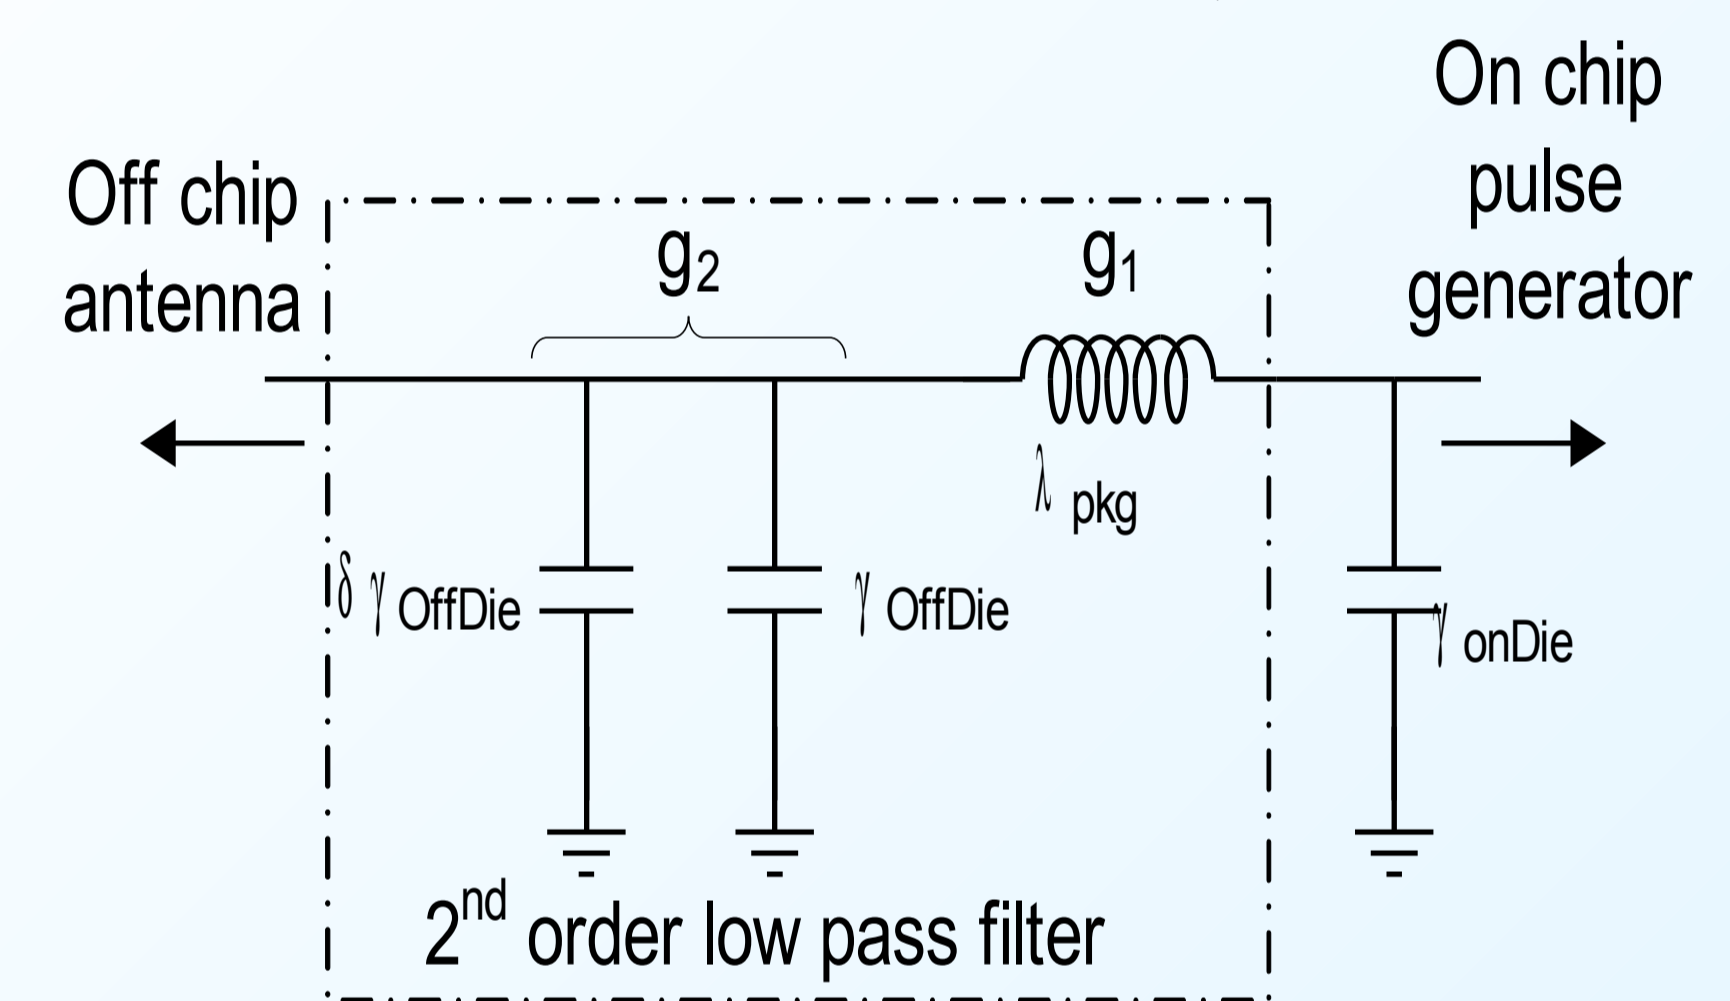 Off chip
antenna
g2
g1
On chip
pulse
generator
λ pkg
δ γ OffDie
γ OffDie
γ onDie
2nd order low pass filter